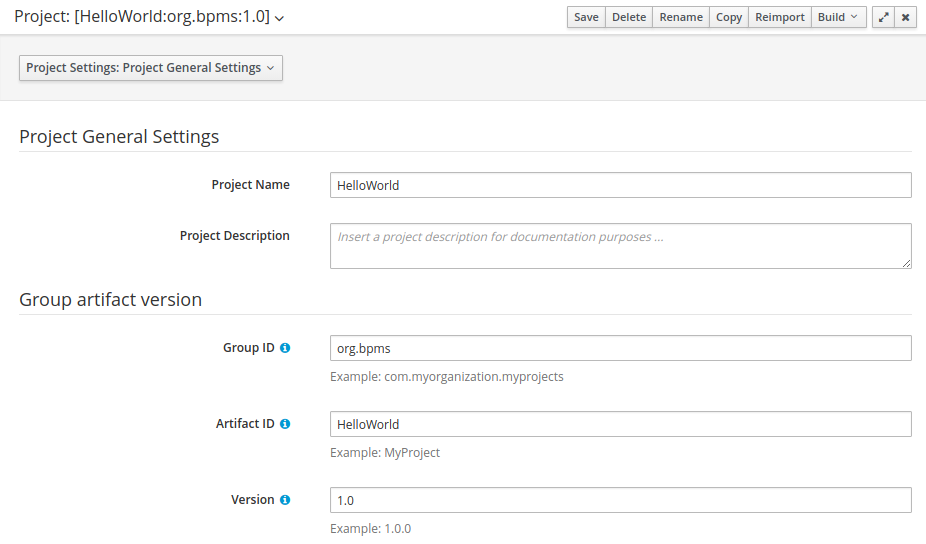 Project: [HelloWorld:org.bpms:1.0]
Save Delete Rename Copy Reimport Build
Project Settings: Project General Settings
Project General Settings
Project Name HelloWorld
Project Description Insert a project description for documentation purposes ...
Group artifact version
Group ID org.bpms
Example: com.myorganization.myprojects
Artifact ID HelloWorld
Example: MyProject
Version 1.0
Example: 1.0.0